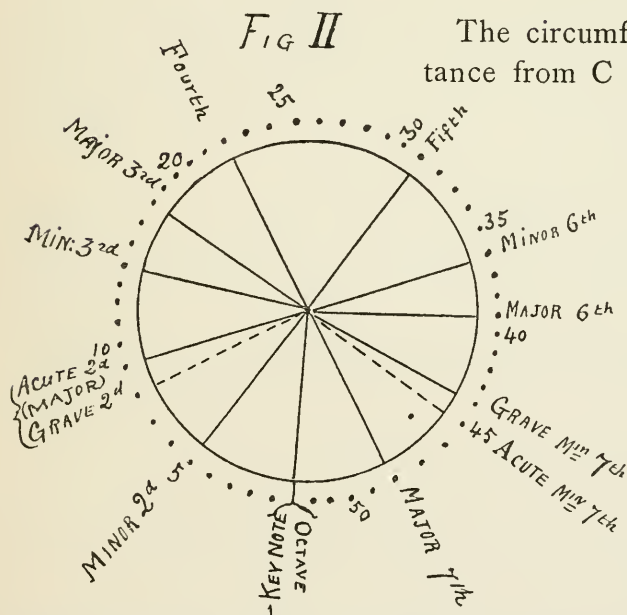 FIG II
The circumf
tance from C
Fourth
25
30
Fifth
MAJOR 3rd
20
35
MINOR 6th
MIN: 3rd
MAJOR 6th
40
10
(ACUTE 2d
(MAJOR)
GRAVE 2d
GRAVE Min 7th
45 ACUTE Min 7th
5
MINOR 2d
50
MAJOR 7th
KEY NOTE
OCTAVE